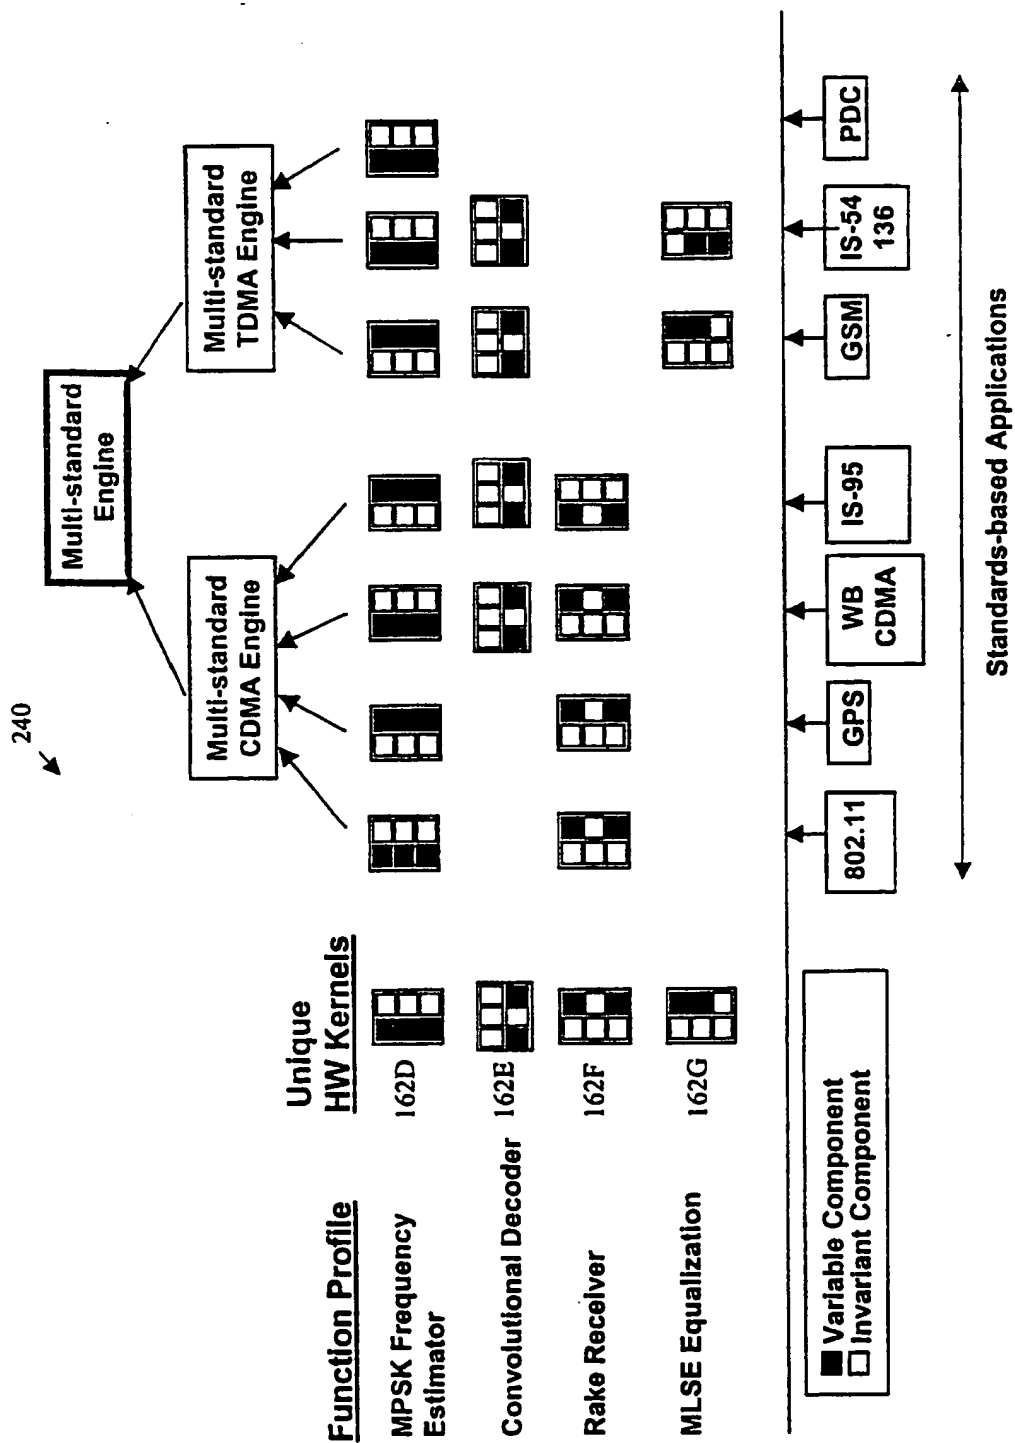 240
Multi-standard
Engine
Multi-standard
CDMA Engine
Multi-standard
TDMA Engine
Function Profile
Unique
HW Kernels
MPSK Frequency
Estimator
162D
Convolutional Decoder
162E
Rake Receiver
162F
MLSE Equalization
162G
Variable Component
Invariant Component
802.11
GPS
WB
CDMA
IS-95
GSM
IS-54
136
PDC
Standards-based Applications